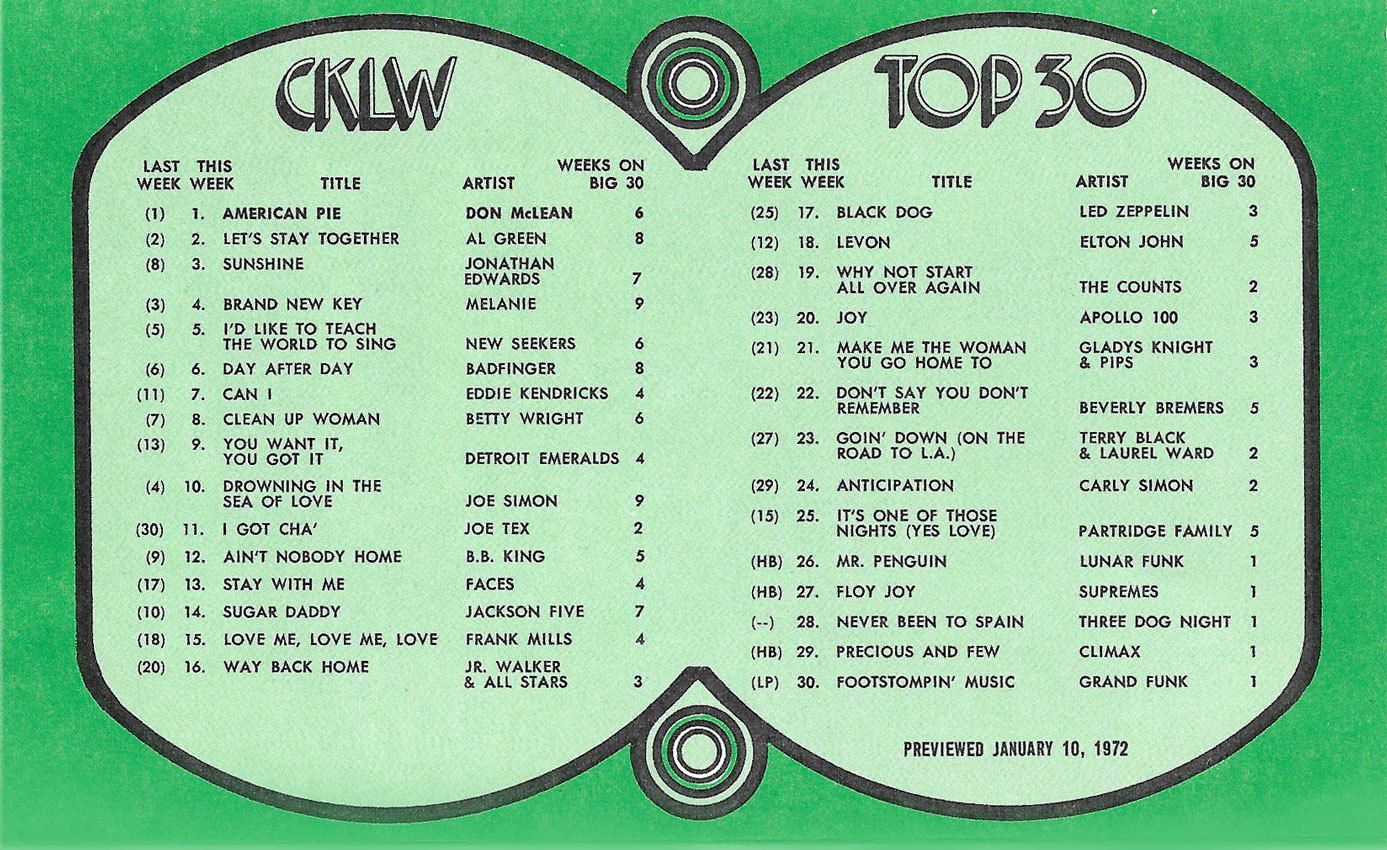 CKLW
LAST THIS WEEKS ON
WEEK WEEK TITLE ARTIST BIG 30
(1) 1. AMERICAN PIE DON McLEAN 6
(2) 2. LET'S STAY TOGETHER AL GREEN 8
(8) 3. SUNSHINE JONATHAN
EDWARDS 7
(3) 4. BRAND NEW KEY MELANIE 9
(5) 5. I'D LIKE TO TEACH
THE WORLD TO SING NEW SEEKERS 6
(6) 6. DAY AFTER DAY BADFINGER 8
(11) 7. CAN I EDDIE KENDRICKS 4
(7) 8. CLEAN UP WOMAN BETTY WRIGHT 6
(13) 9. YOU WANT IT,
YOU GOT IT DETROIT EMERALDS 4
(4) 10. DROWNING IN THE
SEA OF LOVE JOE SIMON 9
(30) 11. I GOT CHA' JOE TEX 2
(9) 12. AIN'T NOBODY HOME B.B. KING 5
(17) 13. STAY WITH ME FACES 4
(10) 14. SUGAR DADDY JACKSON FIVE 7
(18) 15. LOVE ME, LOVE ME, LOVE FRANK MILLS 4
(20) 16. WAY BACK HOME JR. WALKER
& ALL STARS 3
TOP 30
LAST THIS WEEKS ON
WEEK WEEK TITLE ARTIST BIG 30
(25) 17. BLACK DOG LED ZEPPELIN 3
(12) 18. LEVON ELTON JOHN 5
(28) 19. WHY NOT START
ALL OVER AGAIN THE COUNTS 2
(23) 20. JOY APOLLO 100 3
(21) 21. MAKE ME THE WOMAN GLADYS KNIGHT
YOU GO HOME TO & PIPS 3
(22) 22. DON'T SAY YOU DON'T
REMEMBER BEVERLY BREMERS 5
(27) 23. GOIN' DOWN (ON THE TERRY BLACK
ROAD TO L.A.) & LAUREL WARD 2
(29) 24. ANTICIPATION CARLY SIMON 2
(15) 25. IT'S ONE OF THOSE
NIGHTS (YES LOVE) PARTRIDGE FAMILY 5
(HB) 26. MR. PENGUIN LUNAR FUNK 1
(HB) 27. FLOY JOY SUPREMES 1
(--) 28. NEVER BEEN TO SPAIN THREE DOG NIGHT 1
(HB) 29. PRECIOUS AND FEW CLIMAX 1
(LP) 30. FOOTSTOMPIN' MUSIC GRAND FUNK 1
PREVIEWED JANUARY 10, 1972